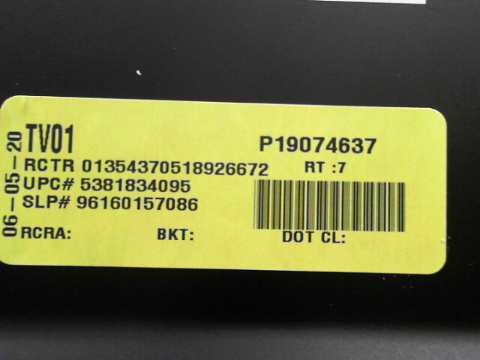 06-05-20
TV01 P19074637
RCTR 01354370518926672 RT :7
UPC# 5381834095
SLP# 96160157086
RCRA: BKT: DOT CL: